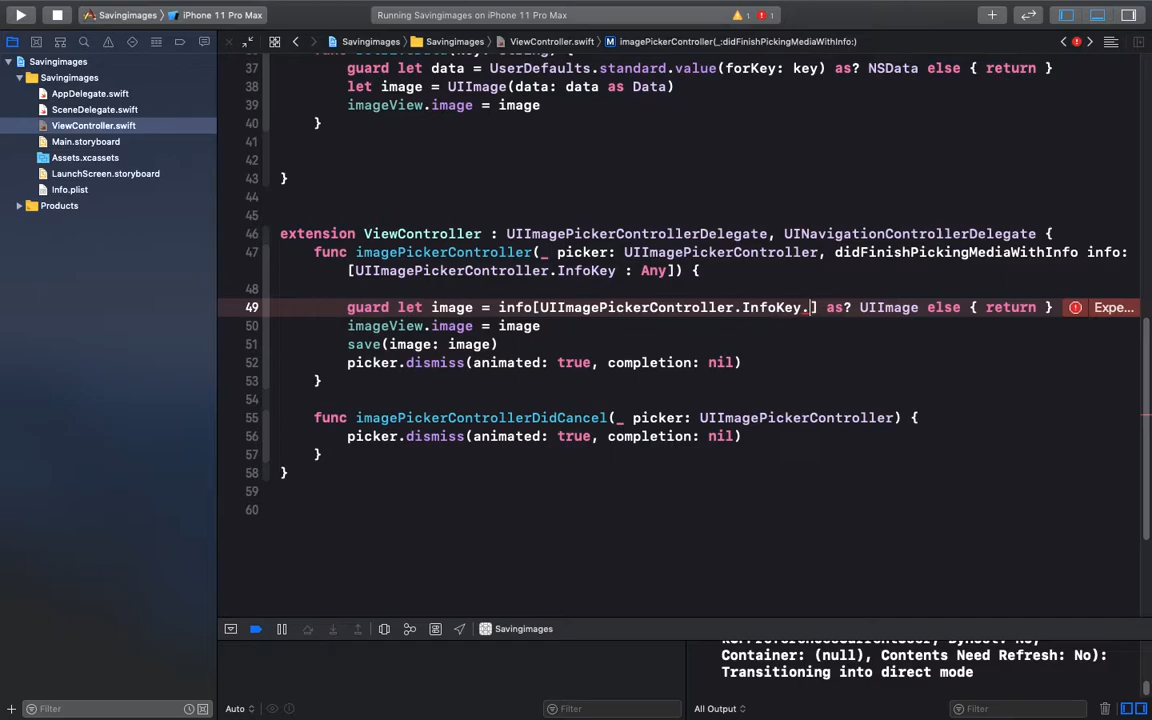 Savingimages iPhone 11 Pro Max
Running Savingimages on iPhone 11 Pro Max
1 1
Savingimages Savingimages ViewController.swift M imagePickerController(_:didFinishPickingMediaWithInfo:)
Savingimages
Savingimages
AppDelegate.swift
SceneDelegate.swift
ViewController.swift
Main.storyboard
Assets.xcassets
LaunchScreen.storyboard
Info.plist
Products
37 guard let data = UserDefaults.standard.value(forKey: key) as? NSData else { return }
38 let image = UIImage(data: data as Data)
39 imageView.image = image
40 }
41
42
43 }
44
45
46 extension ViewController : UIImagePickerControllerDelegate, UINavigationControllerDelegate {
47 func imagePickerController(_ picker: UIImagePickerController, didFinishPickingMediaWithInfo info:
[UIImagePickerController.InfoKey : Any]) {
48
49 guard let image = info[UIImagePickerController.InfoKey.] as? UIImage else { return } Expe...
50 imageView.image = image
51 save(image: image)
52 picker.dismiss(animated: true, completion: nil)
53 }
54
55 func imagePickerControllerDidCancel(_ picker: UIImagePickerController) {
56 picker.dismiss(animated: true, completion: nil)
57 }
58 }
59
60
Savingimages
Container: (null), Contents Need Refresh: No):
Transitioning into direct mode
Filter Auto Filter All Output Filter